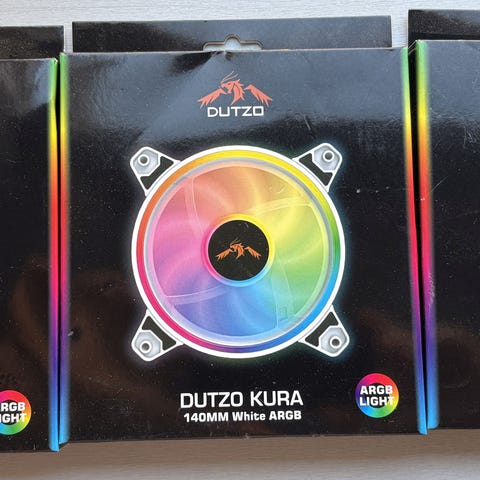 DUTZO
DUTZO KURA
140MM White ARGB
ARGB
LIGHT
ARGB
LIGHT